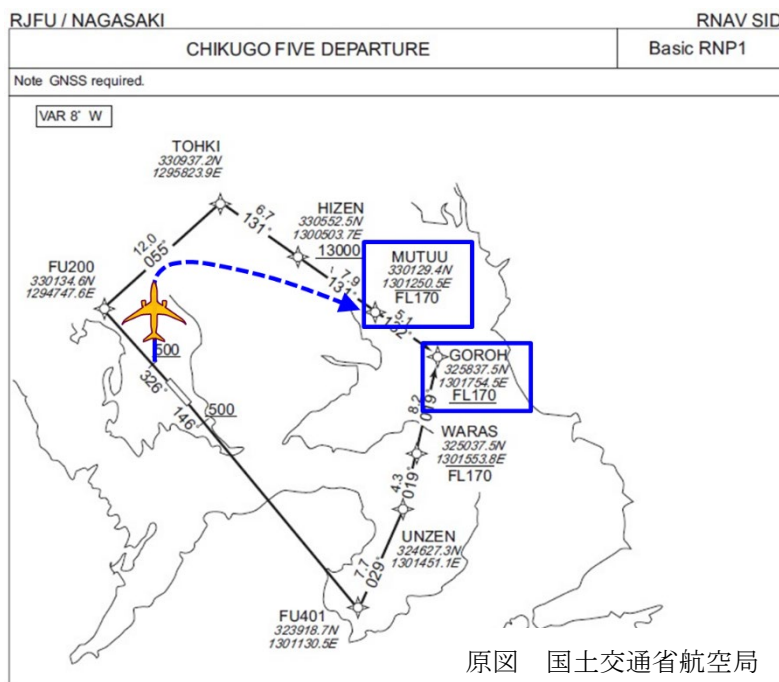 RJFU / NAGASAKI
RNAV SID
CHIKUGO FIVE DEPARTURE
Basic RNP1
Note GNSS required.
VAR 8° W
TOHKI
330937.2N
1295823.9E
6.7
131°
HIZEN
330552.5N
1300503.7E
13000
12.0
055°
FU200
330134.6N
1294747.6E
7.9
131°
MUTUU
330129.4N
1301250.5E
FL170
5.1
132°
GOROH
325837.5N
1301754.5E
FL170
500
326°
146°
500
8.2
019°
WARAS
325037.5N
1301553.8E
FL170
4.3
019°
UNZEN
324627.3N
1301451.1E
7.7
029°
FU401
323918.7N
1301130.5E
原図 国土交通省航空局